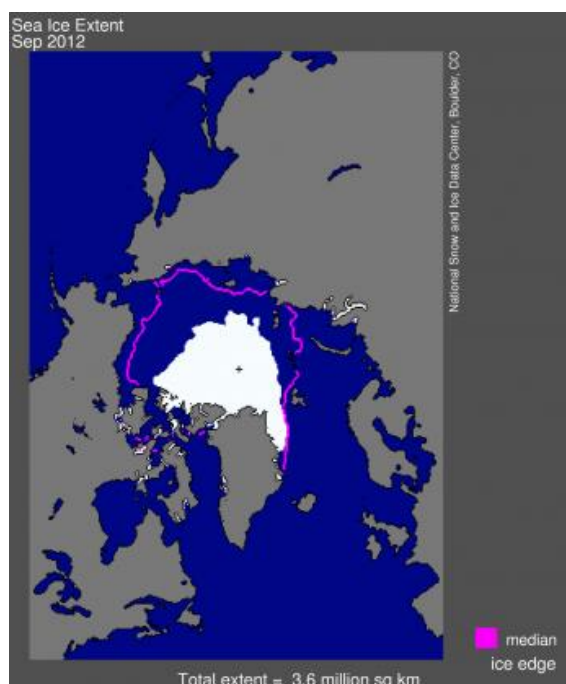 Sea Ice Extent
Sep 2012
National Snow and Ice Data Center, Boulder, CO
median
ice edge
Total extent = 3.6 million sq km